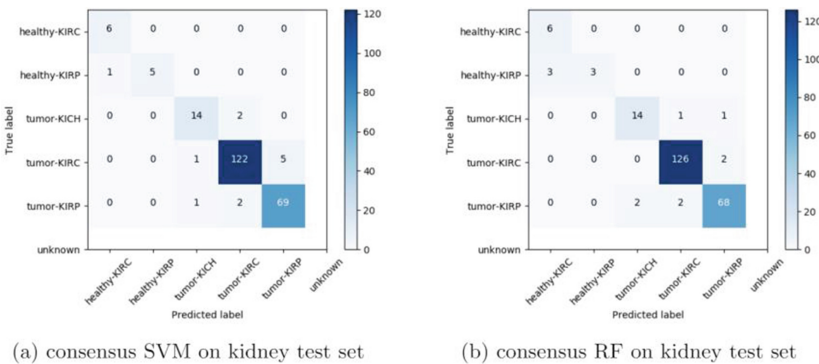 healthy-KIRC 6 0 0 0 0
healthy-KIRP 1 5 0 0 0
tumor-KICH 0 0 14 2 0
tumor-KIRC 0 0 1 122 5
tumor-KIRP 0 0 1 2 69
unknown
True label
healthy-KIRC healthy-KIRP tumor-KICH tumor-KIRC tumor-KIRP unknown
Predicted label
120
100
80
60
40
20
0
(a) consensus SVM on kidney test set
healthy-KIRC 6 0 0 0 0
healthy-KIRP 3 3 0 0 0
tumor-KICH 0 0 14 1 1
tumor-KIRC 0 0 0 126 2
tumor-KIRP 0 0 2 2 68
unknown
True label
healthy-KIRC healthy-KIRP tumor-KICH tumor-KIRC tumor-KIRP unknown
Predicted label
120
100
80
60
40
20
0
(b) consensus RF on kidney test set